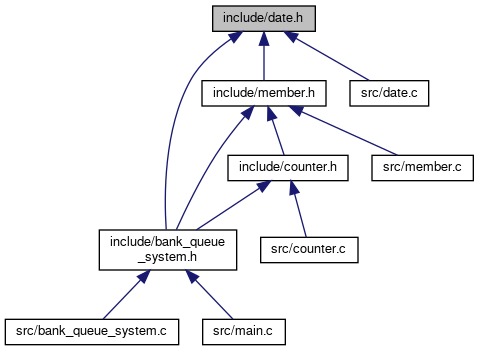 include/date.h
include/member.h
src/date.c
include/counter.h
src/member.c
include/bank_queue
_system.h
src/counter.c
src/bank_queue_system.c
src/main.c